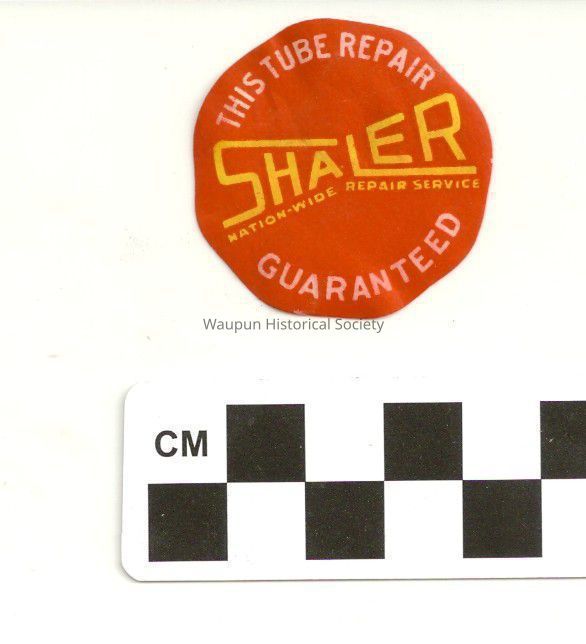 THIS TUBE REPAIR
SHALER
NATION-WIDE REPAIR SERVICE
GUARANTEED
Waupun Historical Society
CM